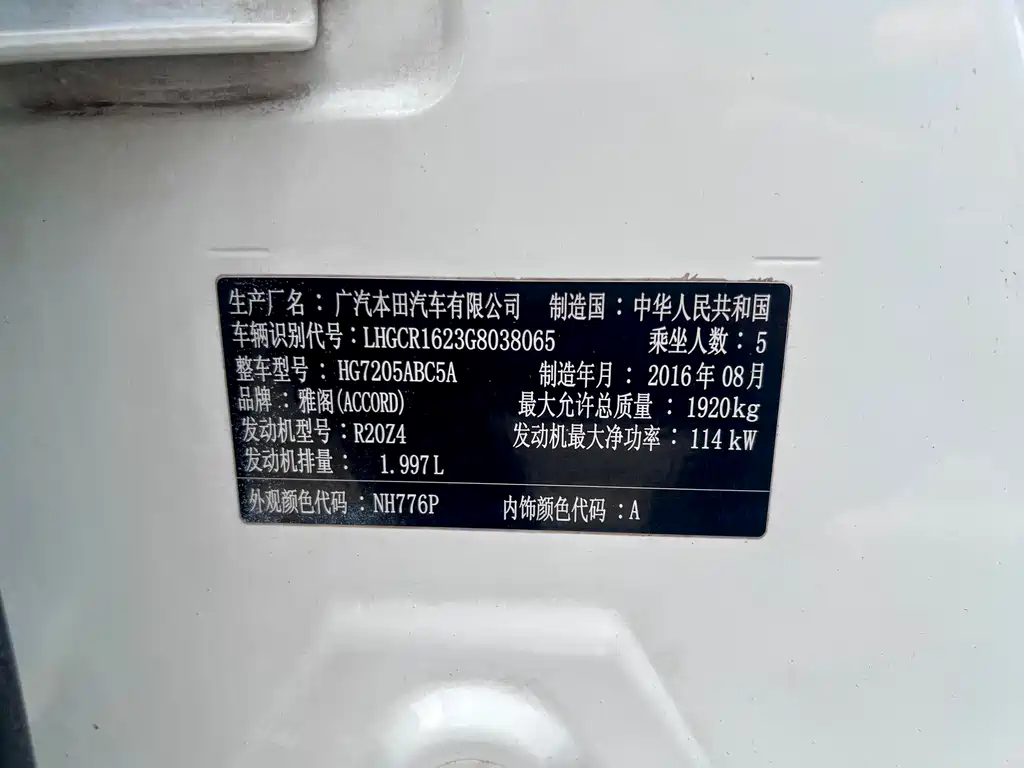 生产厂名：广汽本田汽车有限公司 制造国：中华人民共和国
车辆识别代号：LHGCR1623G8038065 乘坐人数：5
整车型号：HG7205ABC5A 制造年月：2016年08月
品牌：雅阁(ACCORD) 最大允许总质量：1920kg
发动机型号：R20Z4 发动机最大净功率：114kW
发动机排量：1.997L
外观颜色代码：NH776P 内饰颜色代码：A